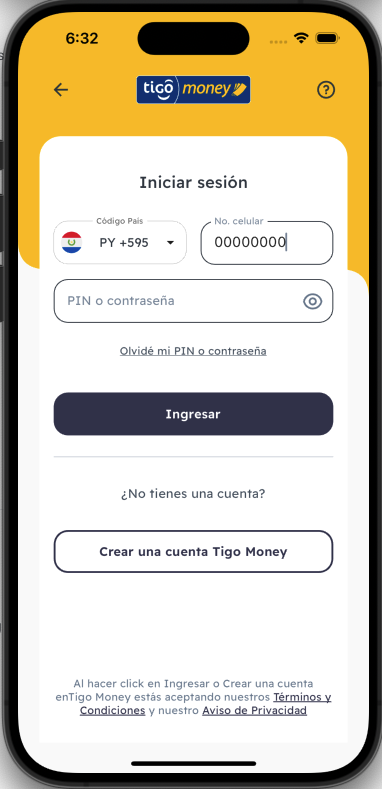 6:32
tigo money
Iniciar sesión
Código País
No. celular
PY +595
00000000
PIN o contraseña
Olvidé mi PIN o contraseña
Ingresar
¿No tienes una cuenta?
Crear una cuenta Tigo Money
Al hacer click en Ingresar o Crear una cuenta
enTigo Money estás aceptando nuestros Términos y
Condiciones y nuestro Aviso de Privacidad